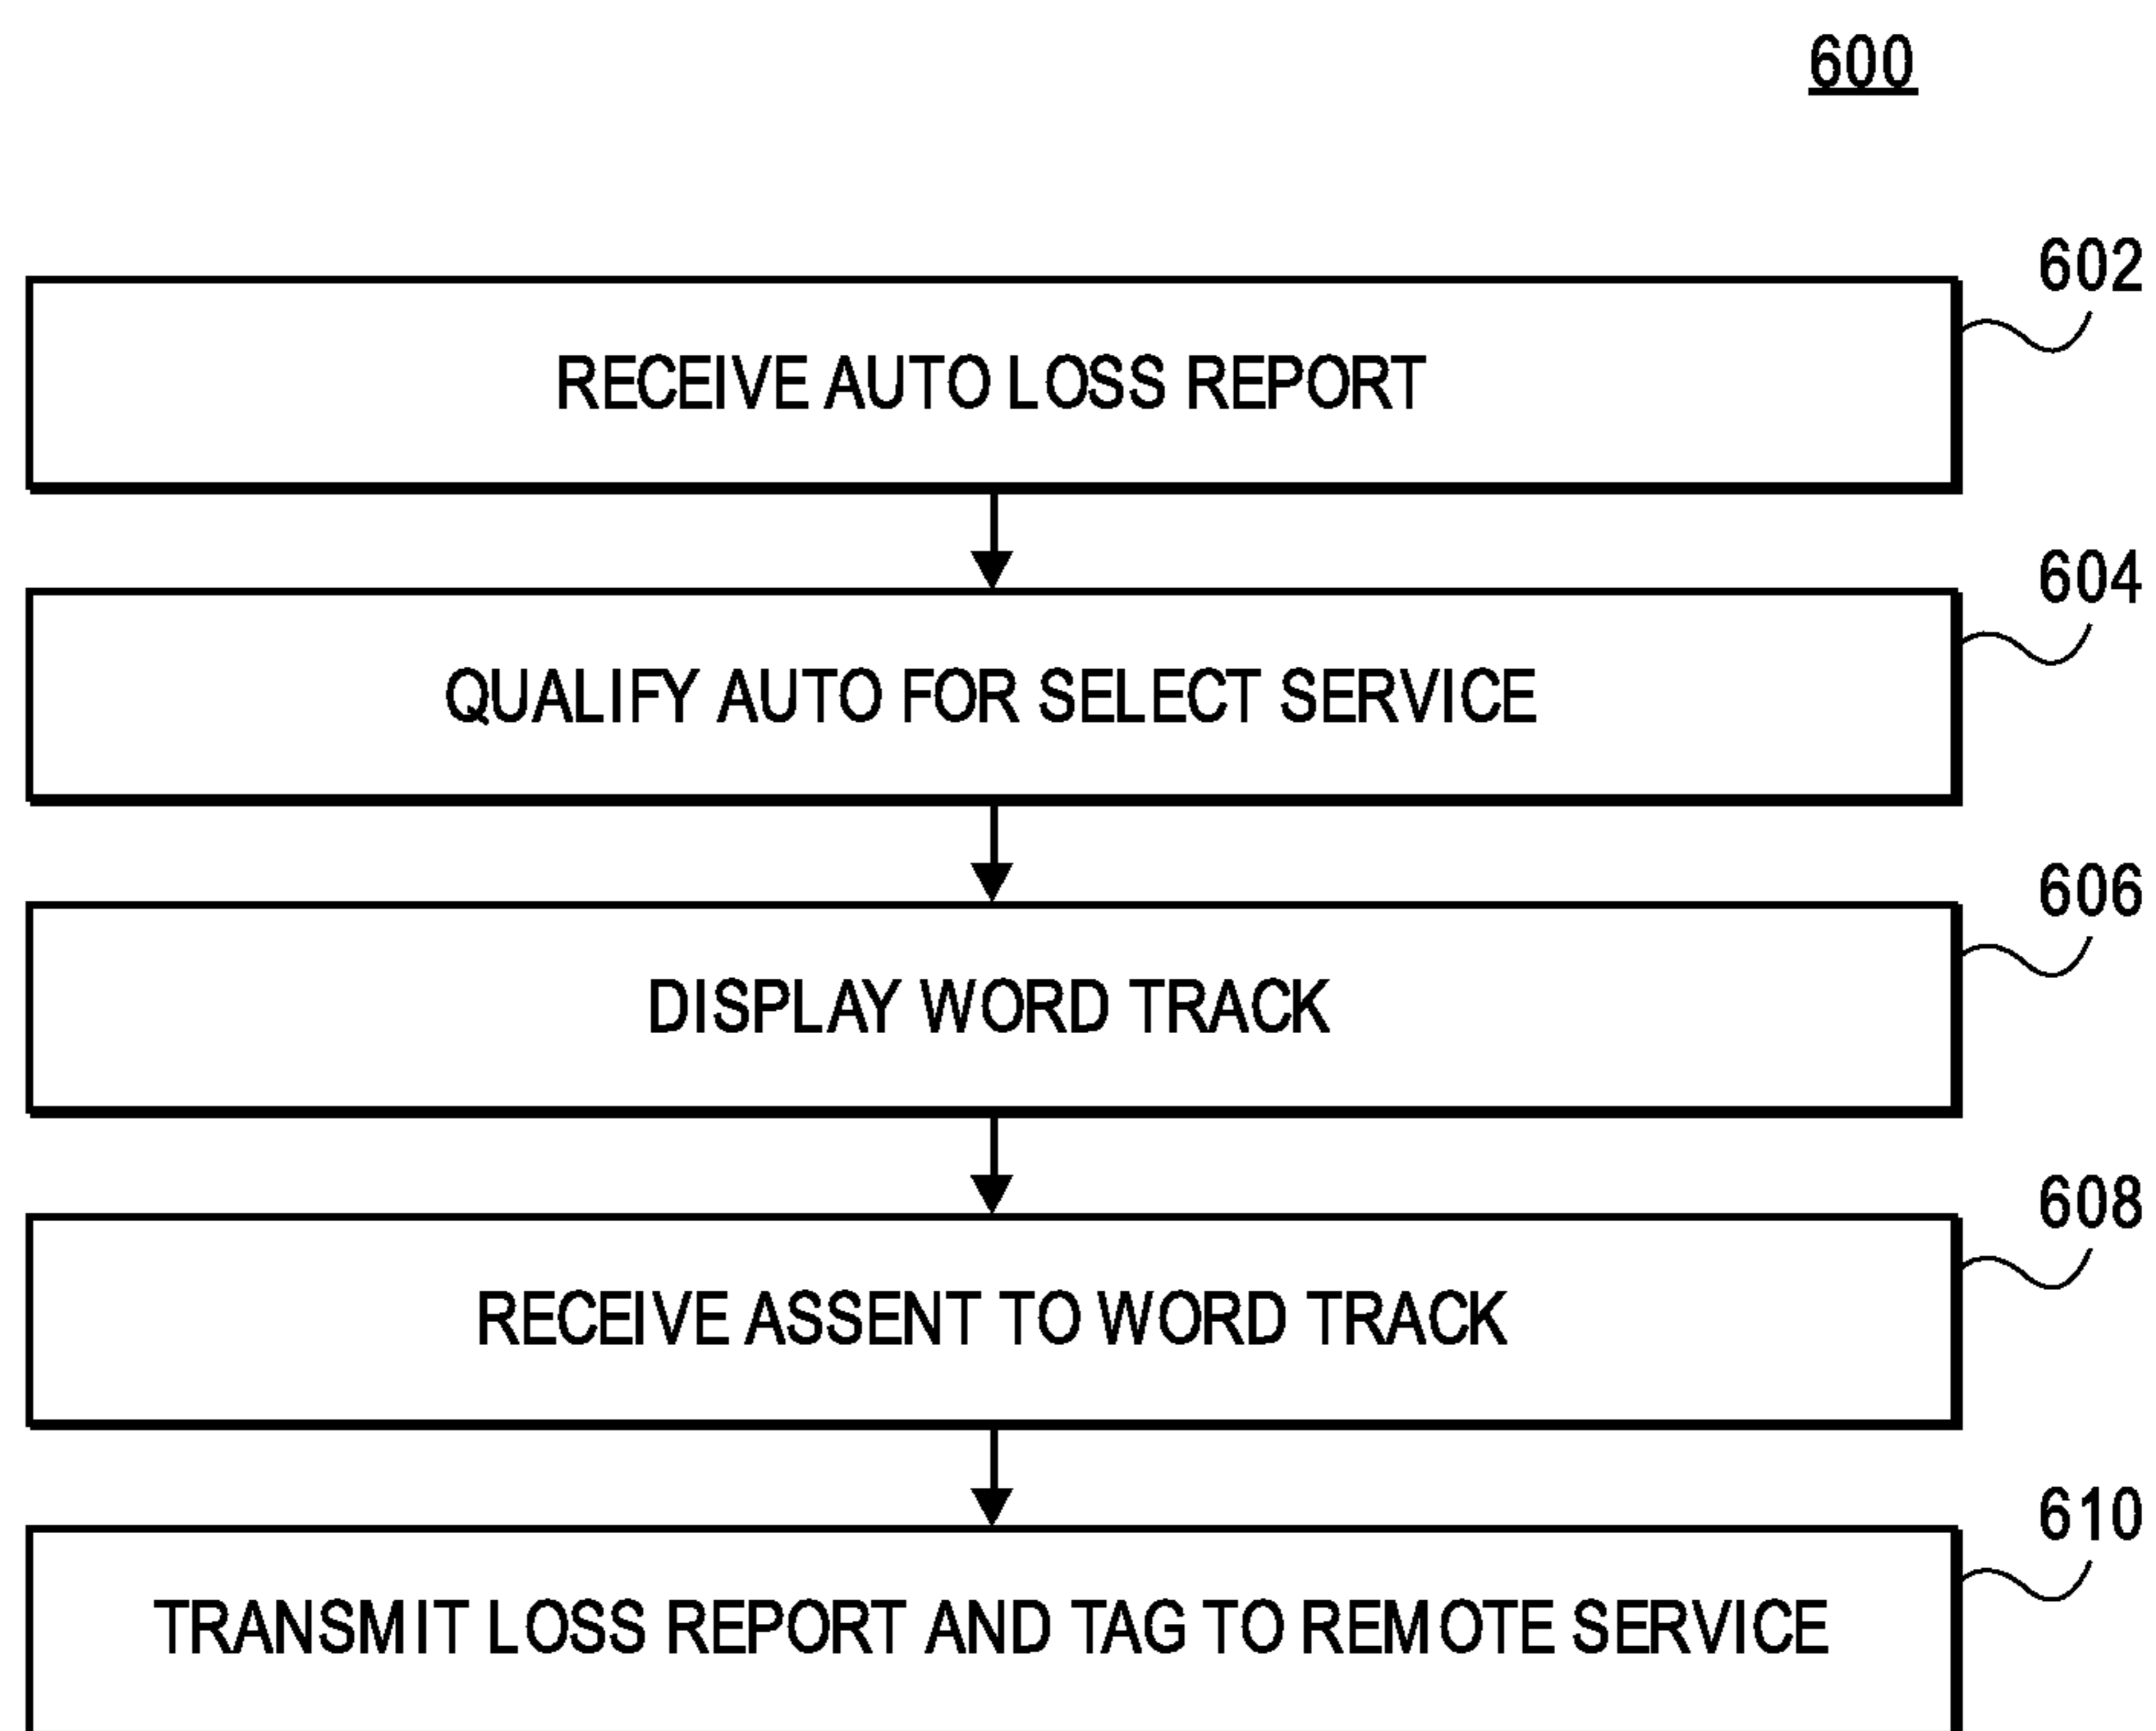 600
602
RECEIVE AUTO LOSS REPORT
604
QUALIFY AUTO FOR SELECT SERVICE
606
DISPLAY WORD TRACK
608
RECEIVE ASSENT TO WORD TRACK
610
TRANSMIT LOSS REPORT AND TAG TO REMOTE SERVICE